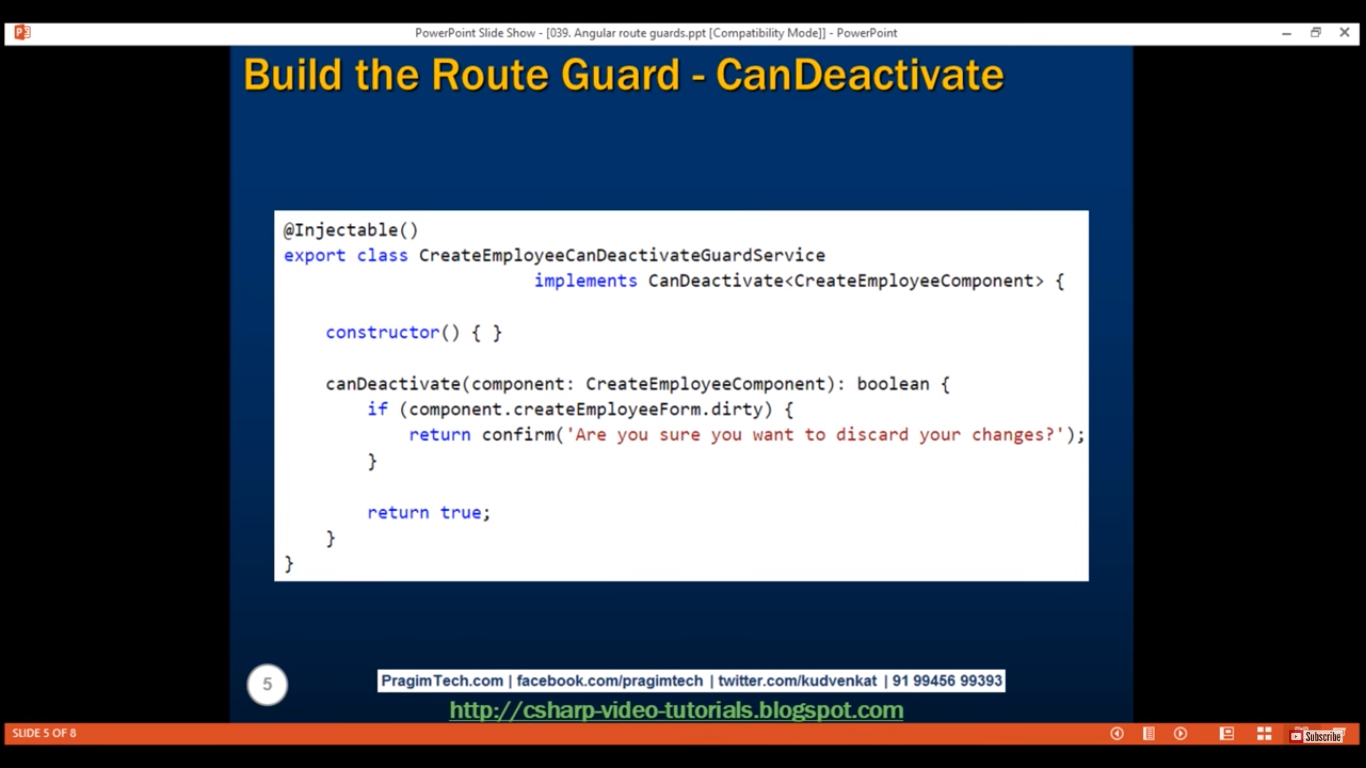 PowerPoint Slide Show - [039. Angular route guards.ppt [Compatibility Mode]] - PowerPoint
Build the Route Guard - CanDeactivate
@Injectable()
export class CreateEmployeeCanDeactivateGuardService
implements CanDeactivate<CreateEmployeeComponent> {
constructor() { }
canDeactivate(component: CreateEmployeeComponent): boolean {
if (component.createEmployeeForm.dirty) {
return confirm('Are you sure you want to discard your changes?');
}
return true;
}
}
5
PragimTech.com | facebook.com/pragimtech | twitter.com/kudvenkat | 91 99456 99393
http://csharp-video-tutorials.blogspot.com
SLIDE 5 OF 8
Subscribe